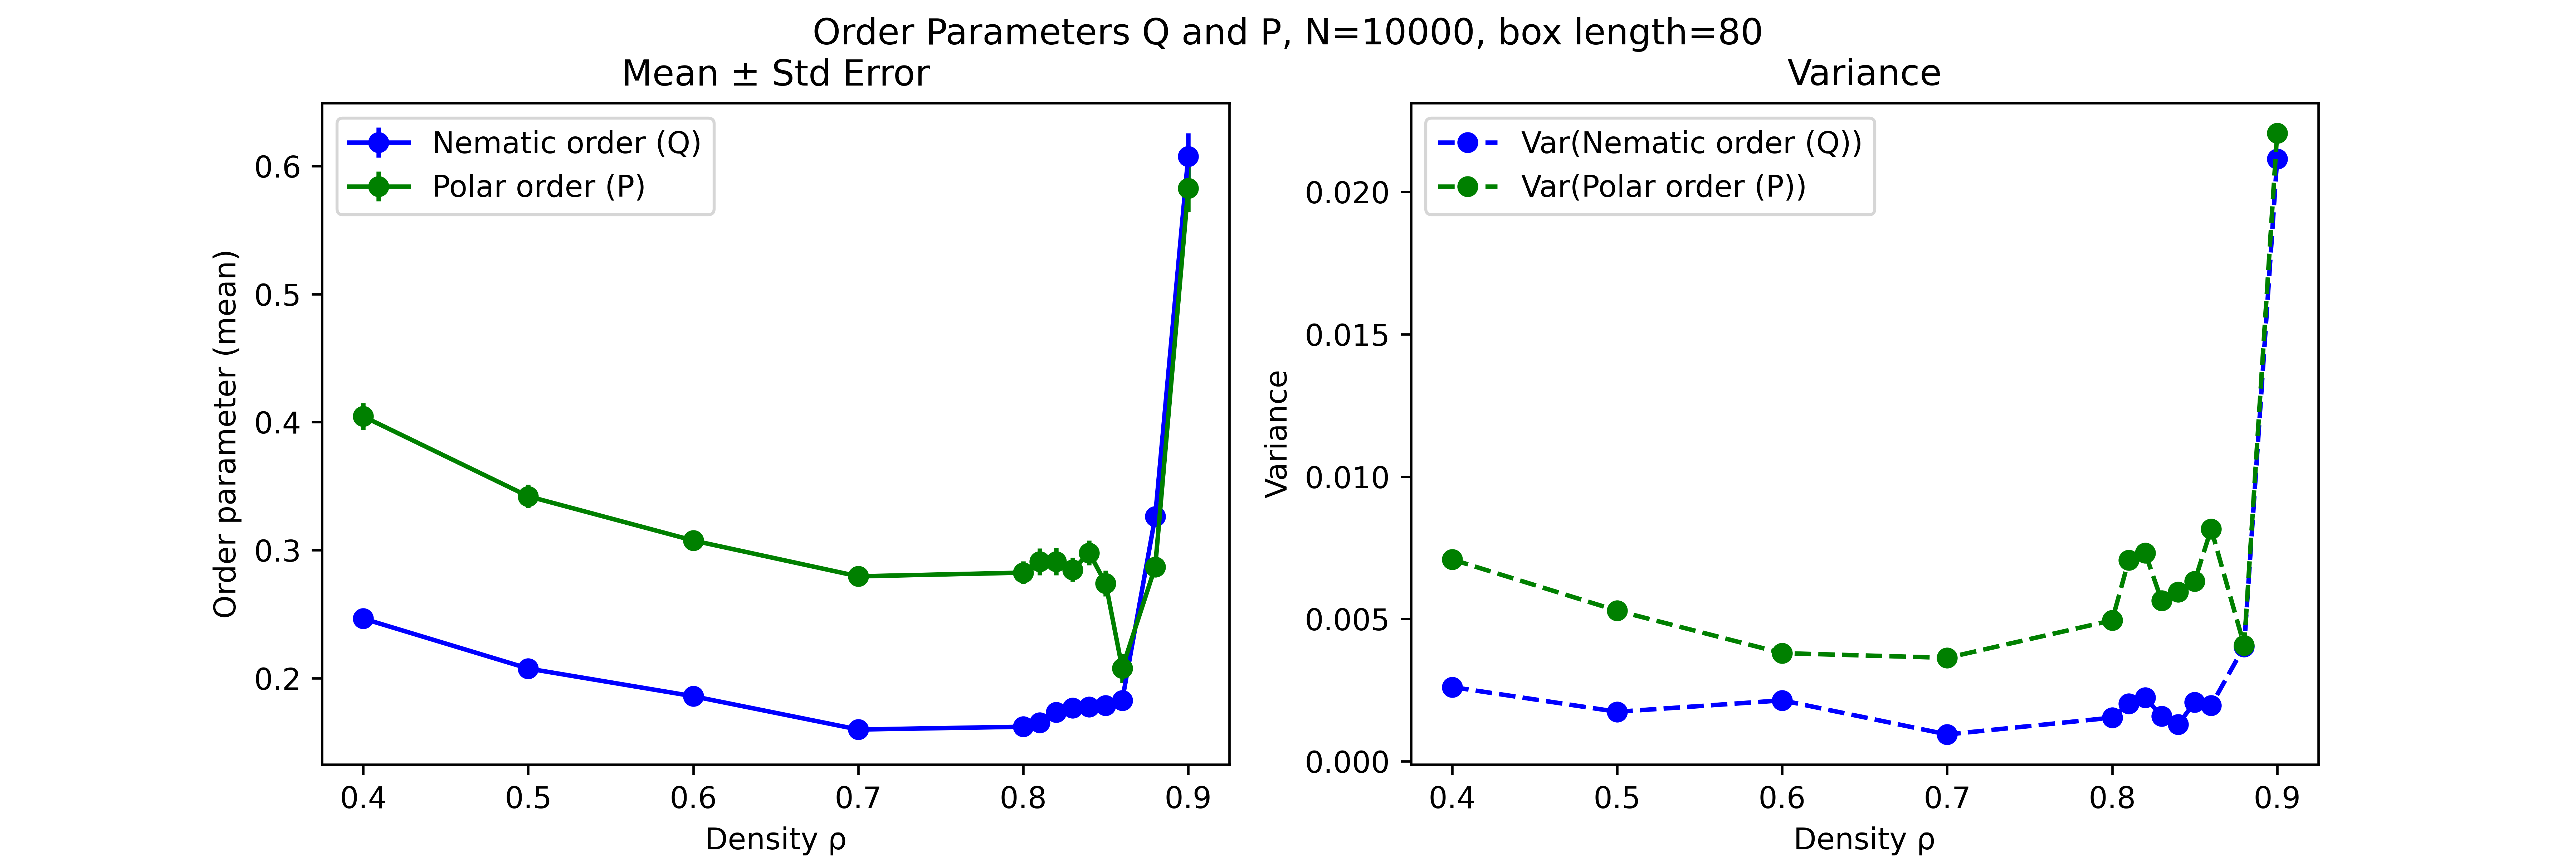 Order Parameters Q and P, N=10000, box length=80
Mean ± Std Error
Nematic order (Q)
Polar order (P)
Order parameter (mean)
0.6
0.5
0.4
0.3
0.2
0.4 0.5 0.6 0.7 0.8 0.9
Density ρ
Variance
Var(Nematic order (Q))
Var(Polar order (P))
Variance
0.020
0.015
0.010
0.005
0.000
0.4 0.5 0.6 0.7 0.8 0.9
Density ρ